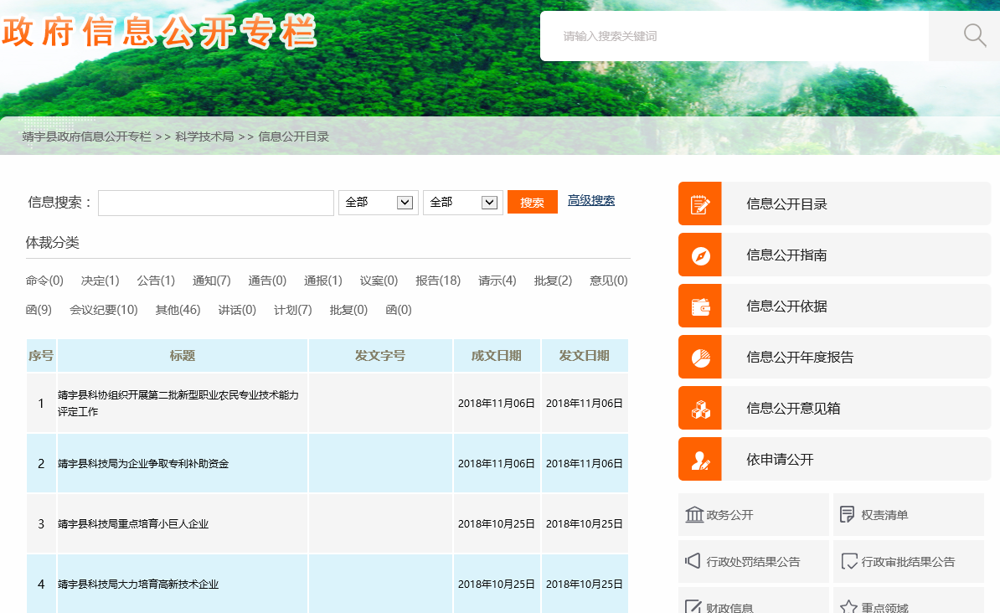 政府信息公开专栏
请输入搜索关键词
靖宇县政府信息公开专栏 >> 科学技术局 >> 信息公开目录
信息搜索：
全部
全部
搜索
高级搜索
体裁分类
命令(0) 决定(1) 公告(1) 通知(7) 通告(0) 通报(1) 议案(0) 报告(18) 请示(4) 批复(2) 意见(0)
函(9) 会议纪要(10) 其他(46) 讲话(0) 计划(7) 批复(0) 函(0)
序号 标题 发文字号 成文日期 发文日期
1 靖宇县科协组织开展第二批新型职业农民专业技术能力
评定工作 2018年11月06日 2018年11月06日
2 靖宇县科技局为企业争取专利补助资金 2018年11月06日 2018年11月06日
3 靖宇县科技局重点培育小巨人企业 2018年10月25日 2018年10月25日
4 靖宇县科技局大力培育高新技术企业 2018年10月25日 2018年10月25日
信息公开目录
信息公开指南
信息公开依据
信息公开年度报告
信息公开意见箱
依申请公开
政务公开 权责清单
行政处罚结果公告 行政审批结果公告
财政信息 重点领域